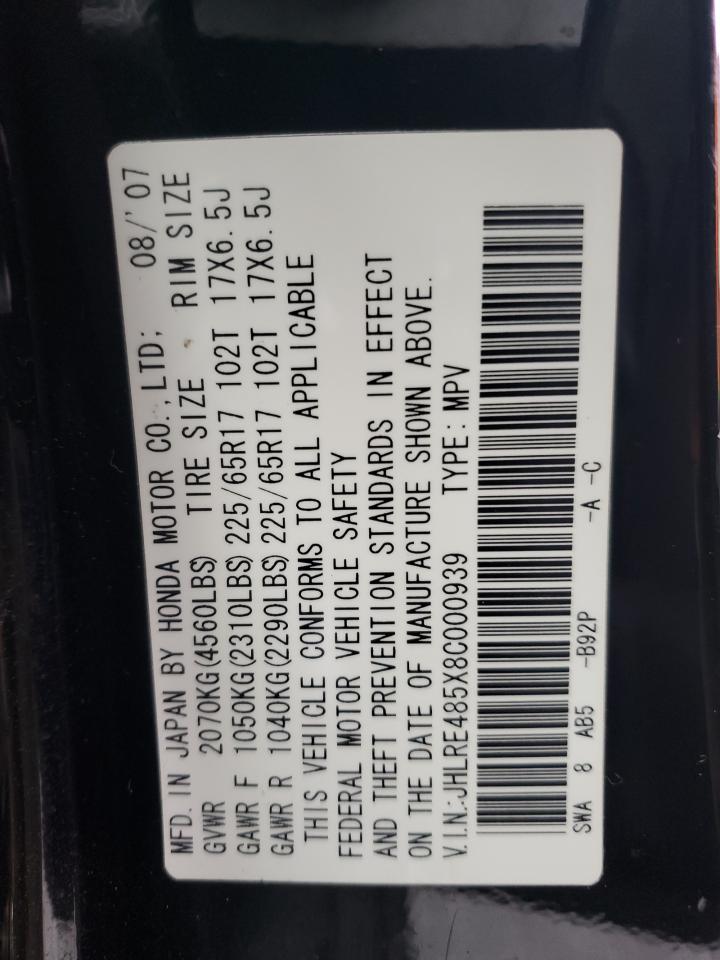 MFD. IN JAPAN BY HONDA MOTOR CO.,LTD; 08/'07
GVWR 2070KG(4560LBS) TIRE SIZE RIM SIZE
GAWR F 1050KG(2310LBS) 225/65R17 102T 17X6.5J
GAWR R 1040KG(2290LBS) 225/65R17 102T 17X6.5J
THIS VEHICLE CONFORMS TO ALL APPLICABLE
FEDERAL MOTOR VEHICLE SAFETY
AND THEFT PREVENTION STANDARDS IN EFFECT
ON THE DATE OF MANUFACTURE SHOWN ABOVE.
V.I.N.:JHLRE485X8C000939 TYPE:MPV
SWA 8 AB5 -B92P -A -C